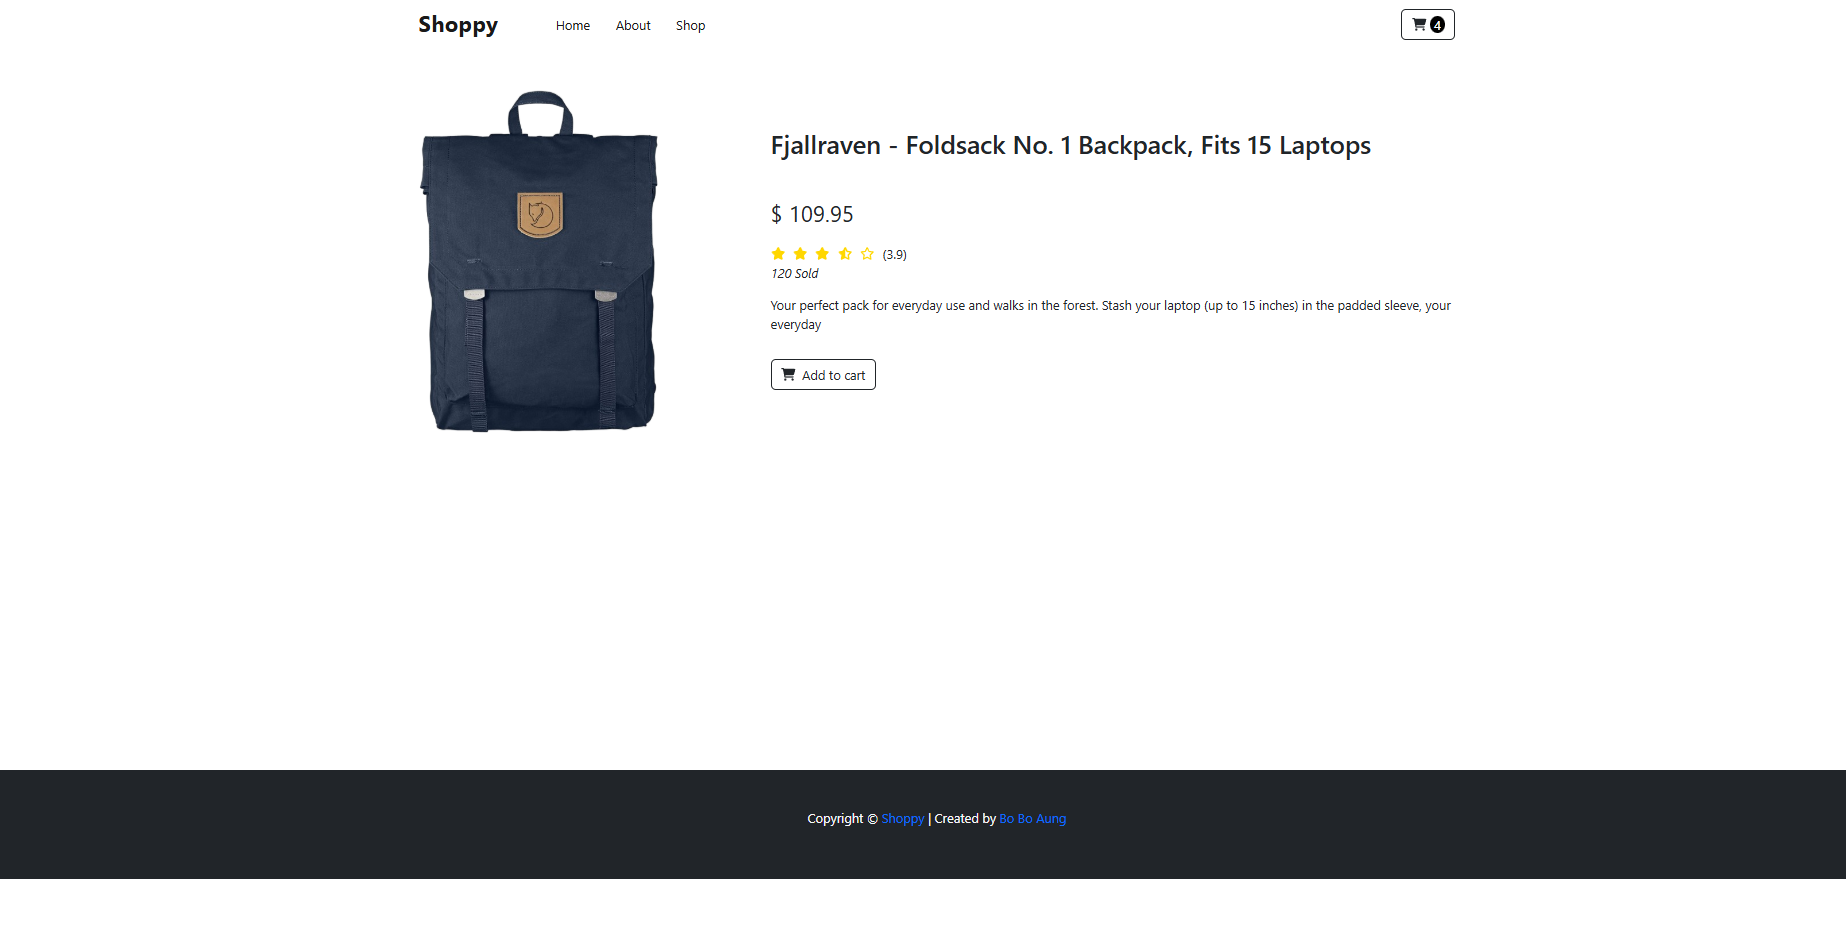 Shoppy
Home
About
Shop
4
Fjallraven - Foldsack No. 1 Backpack, Fits 15 Laptops
$ 109.95
(3.9)
120 Sold
Your perfect pack for everyday use and walks in the forest. Stash your laptop (up to 15 inches) in the padded sleeve, your
everyday
Add to cart
Copyright © Shoppy | Created by Bo Bo Aung